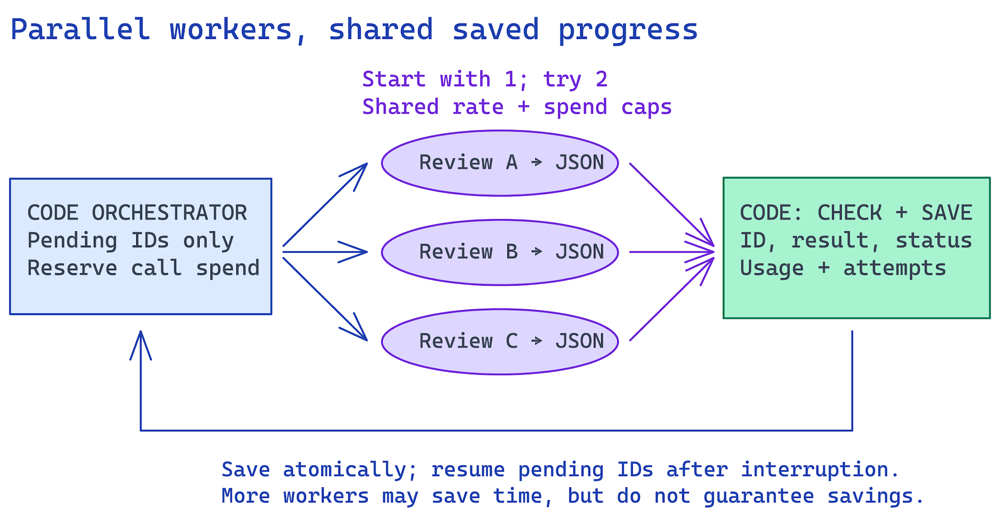 Parallel workers, shared saved progress
Start with 1; try 2
Shared rate + spend caps
CODE ORCHESTRATOR
Pending IDs only
Reserve call spend
Review A → JSON
Review B → JSON
Review C → JSON
CODE: CHECK + SAVE
ID, result, status
Usage + attempts
Save atomically; resume pending IDs after interruption.
More workers may save time, but do not guarantee savings.